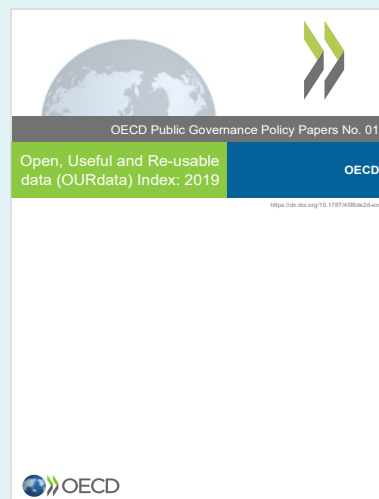 OECD Public Governance Policy Papers No. 01
Open, Useful and Re-usable
data (OURdata) Index: 2019
OECD
https://dx.doi.org/10.1787/45f6de2d-en
OECD